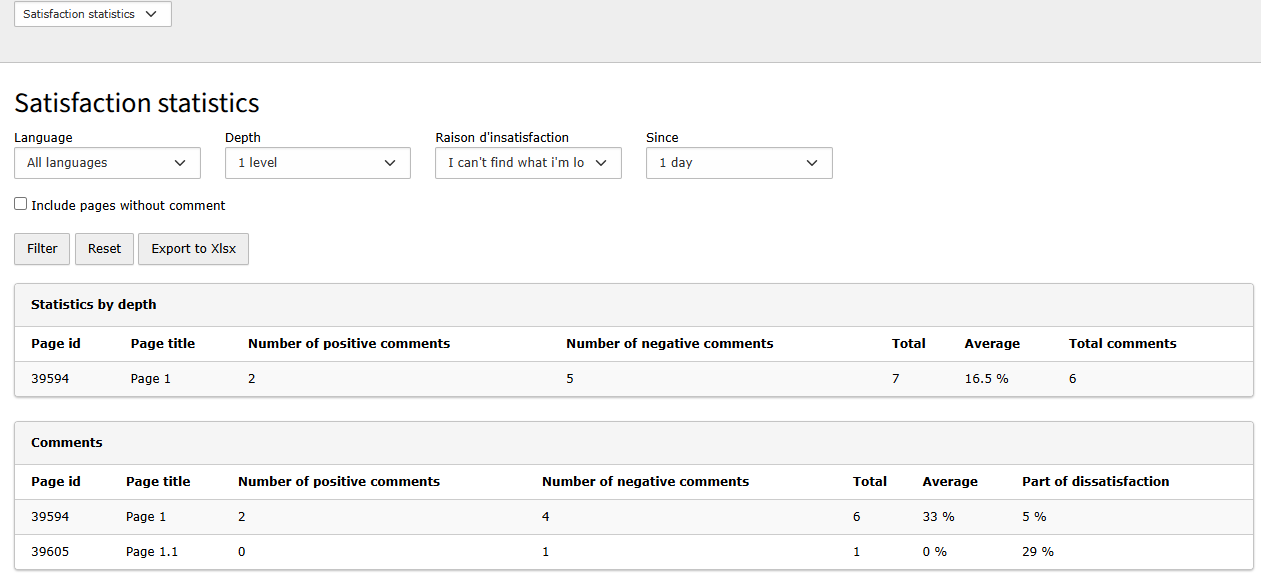 Satisfaction statistics
Satisfaction statistics
Language Depth Raison d'insatisfaction Since
All languages 1 level I can't find what i'm lo 1 day
Include pages without comment
Filter Reset Export to Xlsx
Statistics by depth
Page id Page title Number of positive comments Number of negative comments Total Average Total comments
39594 Page 1 2 5 7 16.5 % 6
Comments
Page id Page title Number of positive comments Number of negative comments Total Average Part of dissatisfaction
39594 Page 1 2 4 6 33 % 5 %
39605 Page 1.1 0 1 1 0 % 29 %